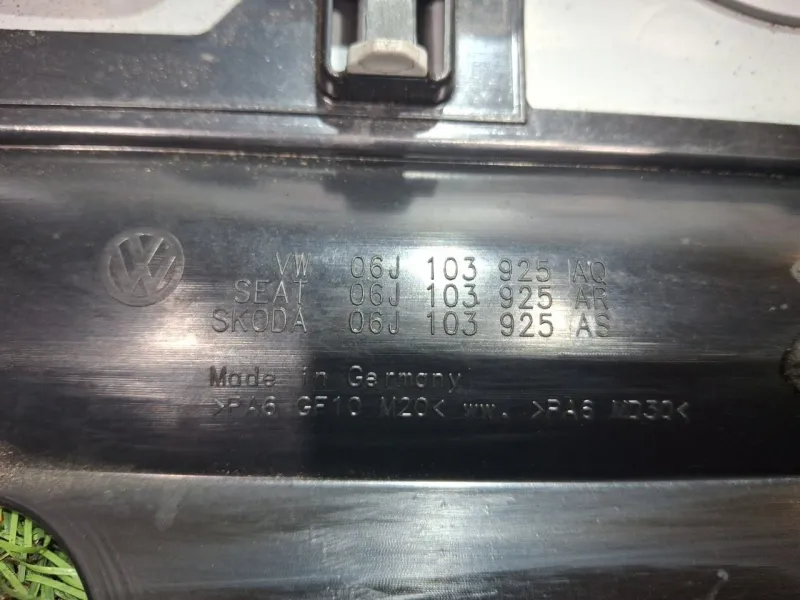 VW 06J 103 925 AQ
SEAT 06J 103 925 AR
SKODA 06J 103 925 AS
Made in Germany
>PA6 GF10 M20< ww. >PA6 MD30<